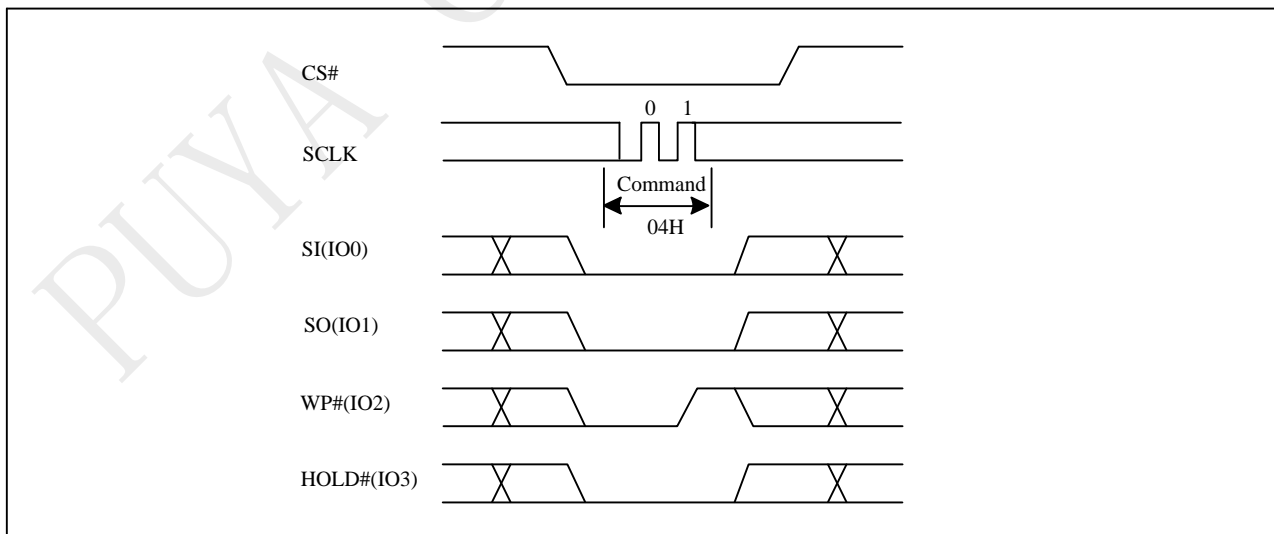 PUYA
CS#
0 1
SCLK
Command
04H
SI(IO0)
SO(IO1)
WP#(IO2)
HOLD#(IO3)